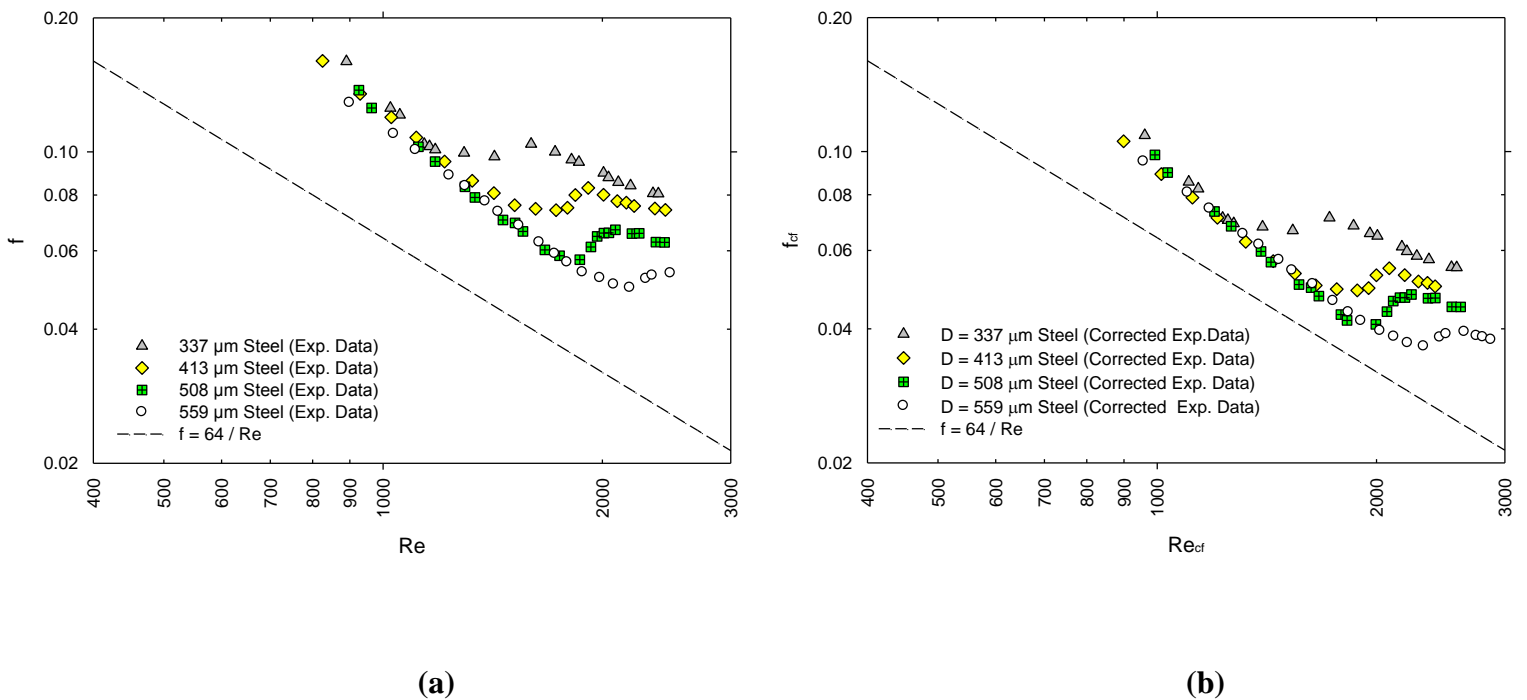 0.20
0.10
0.08
0.06
0.04
0.02
f
337 µm Steel (Exp. Data)
413 µm Steel (Exp. Data)
508 µm Steel (Exp. Data)
559 µm Steel (Exp. Data)
f = 64 / Re
400
500
600
700
800
900
1000
2000
3000
Re
(a)
0.20
0.10
0.08
0.06
0.04
0.02
fcf
D = 337 µm Steel (Corrected Exp.Data)
D = 413 µm Steel (Corrected Exp. Data)
D = 508 µm Steel (Corrected Exp. Data)
D = 559 µm Steel (Corrected  Exp. Data)
f = 64 / Re
400
500
600
700
800
900
1000
2000
3000
Recf
(b)